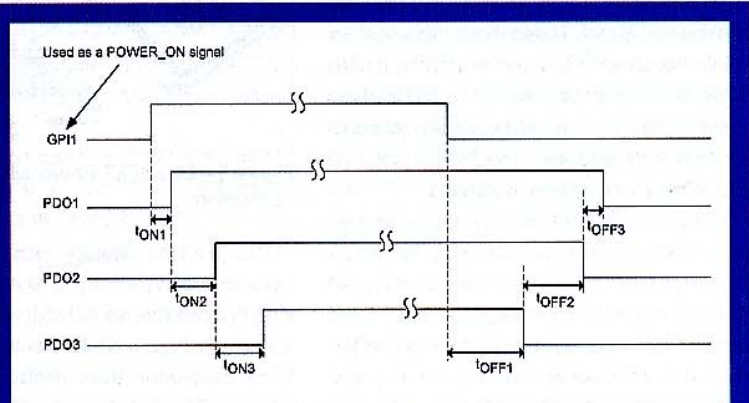 Used as a POWER_ON signal
GPI1
PDO1
tON1
tOFF3
PDO2
tON2
tOFF2
PDO3
tON3
tOFF1